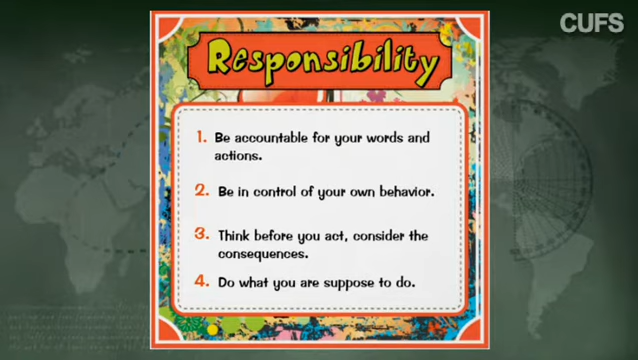 CUFS
Responsibility
1. Be accountable for your words and
actions.
2. Be in control of your own behavior.
3. Think before you act, consider the
consequences.
4. Do what you are suppose to do.